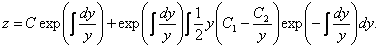 z = C exp(∫ dy/y) + exp(∫ dy/y) ∫ 1/2 y (C₁ − C₂/y) exp(−∫ dy/y) dy.